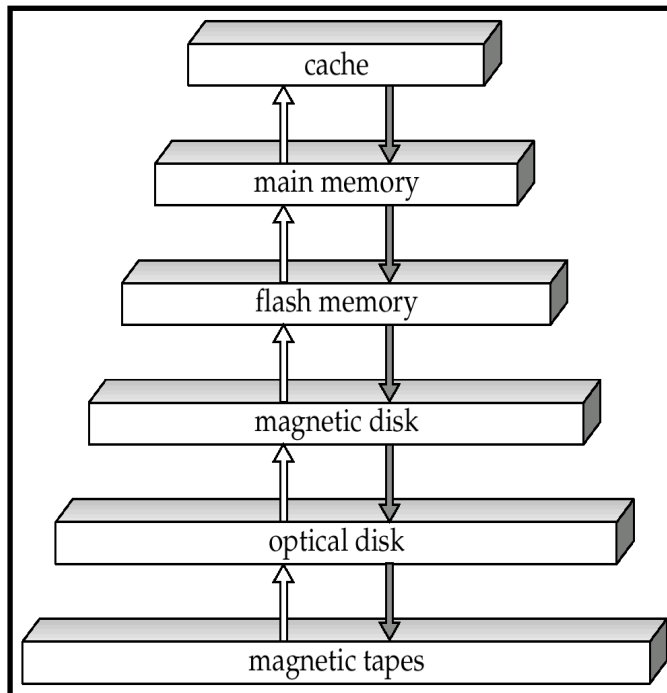 cache
main memory
flash memory
magnetic disk
optical disk
magnetic tapes